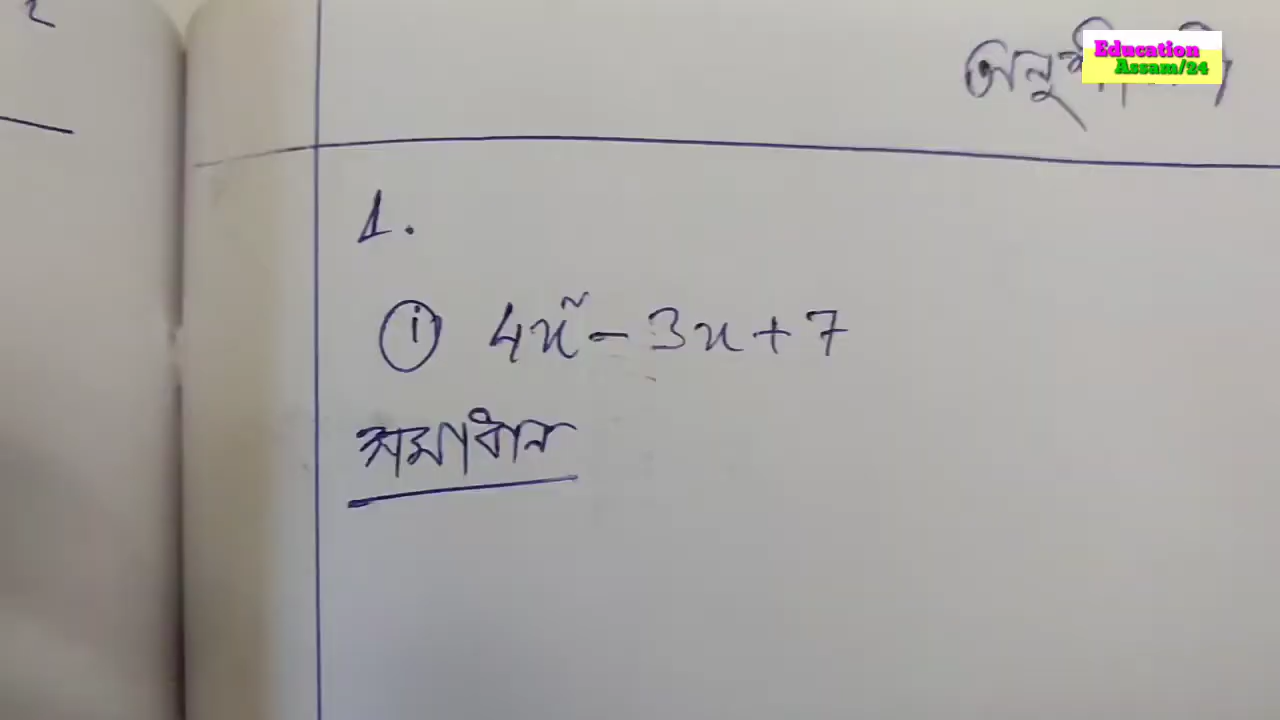 Education
Assam/24
1.
i 4x² - 3x + 7
সমাধান